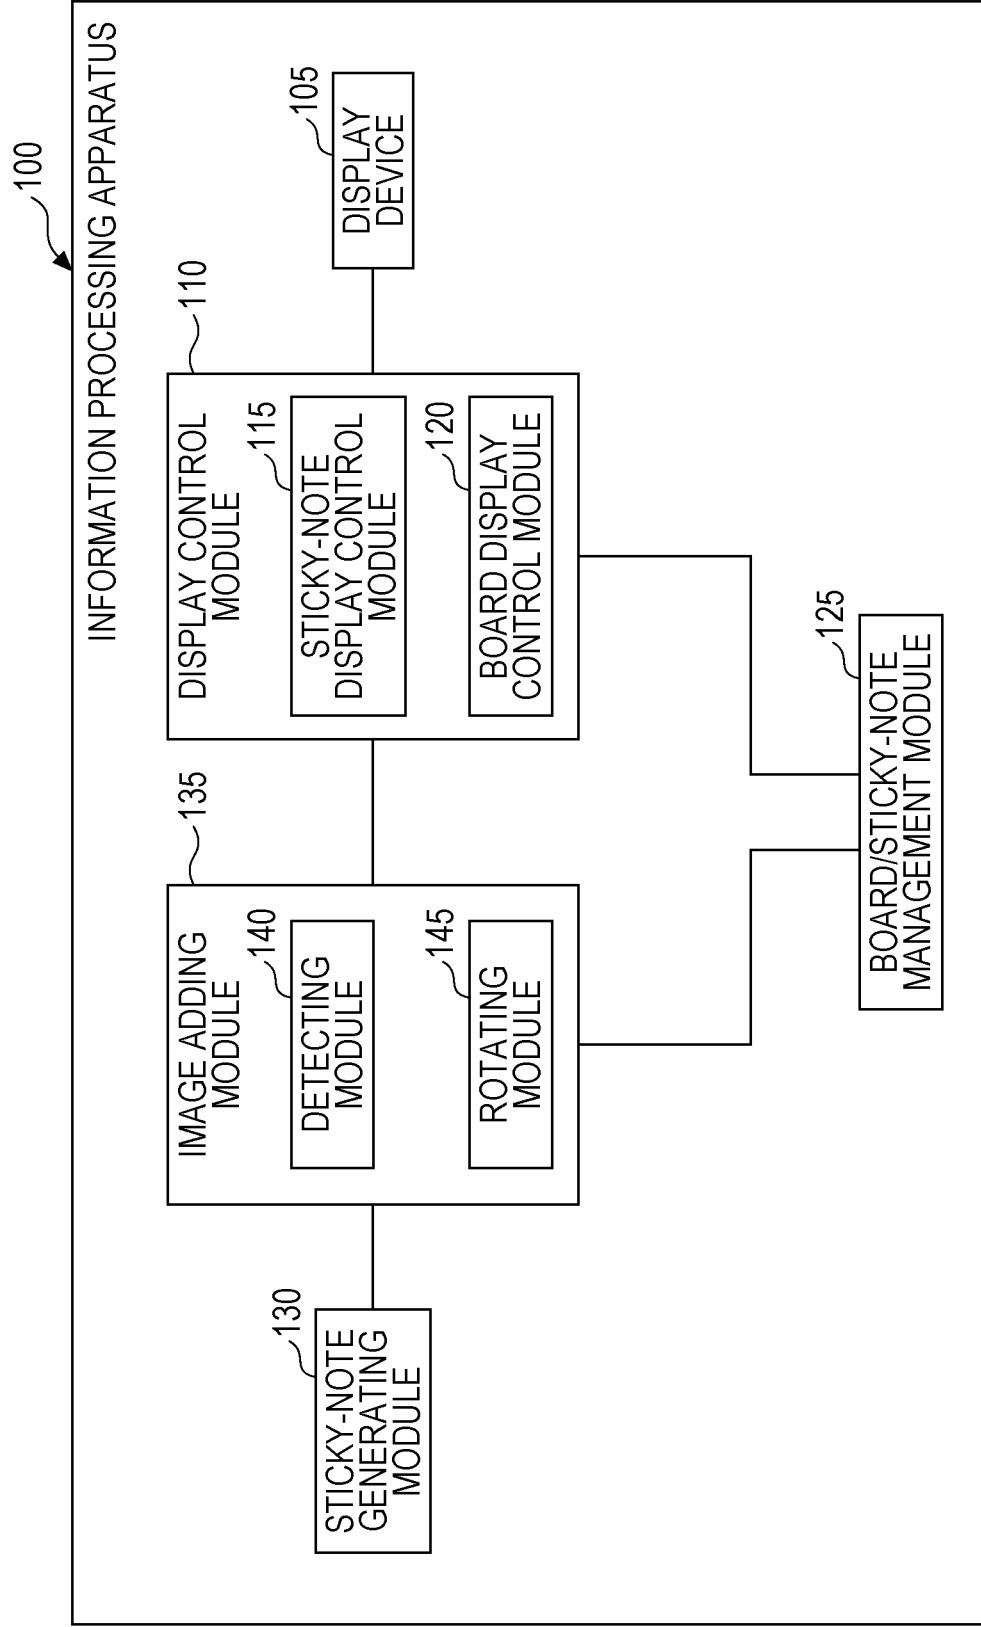 100
INFORMATION PROCESSING APPARATUS
130
STICKY-NOTE
GENERATING
MODULE
135
IMAGE ADDING
MODULE
140
DETECTING
MODULE
145
ROTATING
MODULE
110
DISPLAY CONTROL
MODULE
115
STICKY-NOTE
DISPLAY CONTROL
MODULE
120
BOARD DISPLAY
CONTROL MODULE
105
DISPLAY
DEVICE
125
BOARD/STICKY-NOTE
MANAGEMENT MODULE